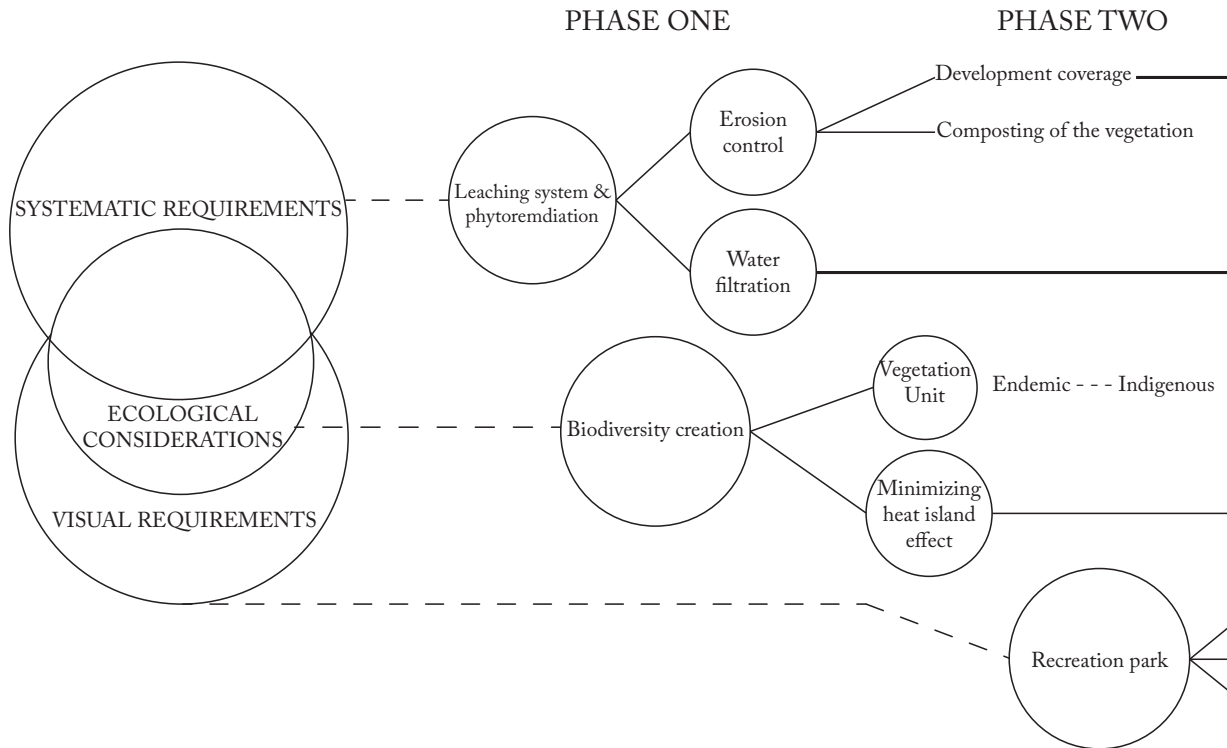 PHASE ONE
PHASE TWO
Development coverage
Erosion
control
Composting of the vegetation
SYSTEMATIC REQUIREMENTS
Leaching system &
phytoremdiation
Water
filtration
Vegetation
Unit
Endemic - - - Indigenous
ECOLOGICAL
CONSIDERATIONS
Biodiversity creation
Minimizing
heat island
effect
VISUAL REQUIREMENTS
Recreation park